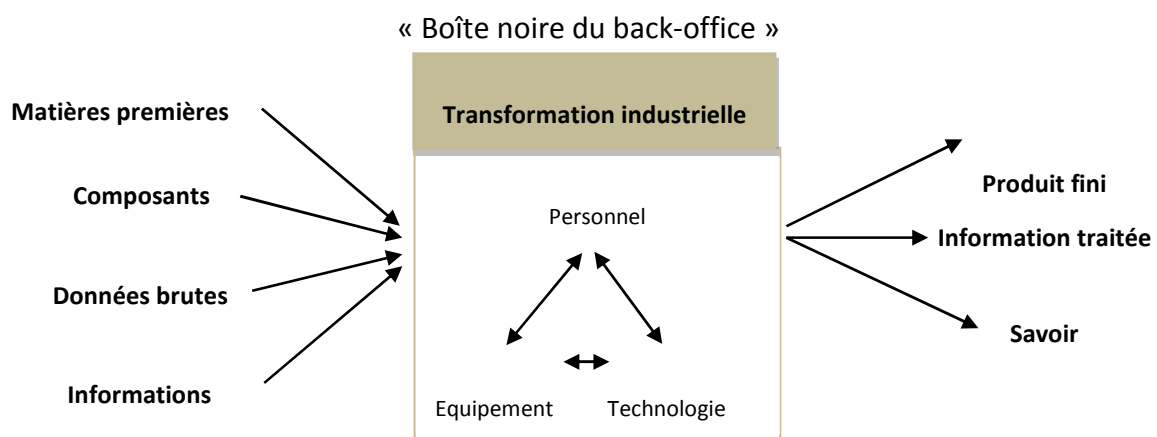 « Boîte noire du back-office »
Transformation industrielle
Matières premières
Composants
Données brutes
Informations
Personnel
Equipement
Technologie
Produit fini
Information traitée
Savoir